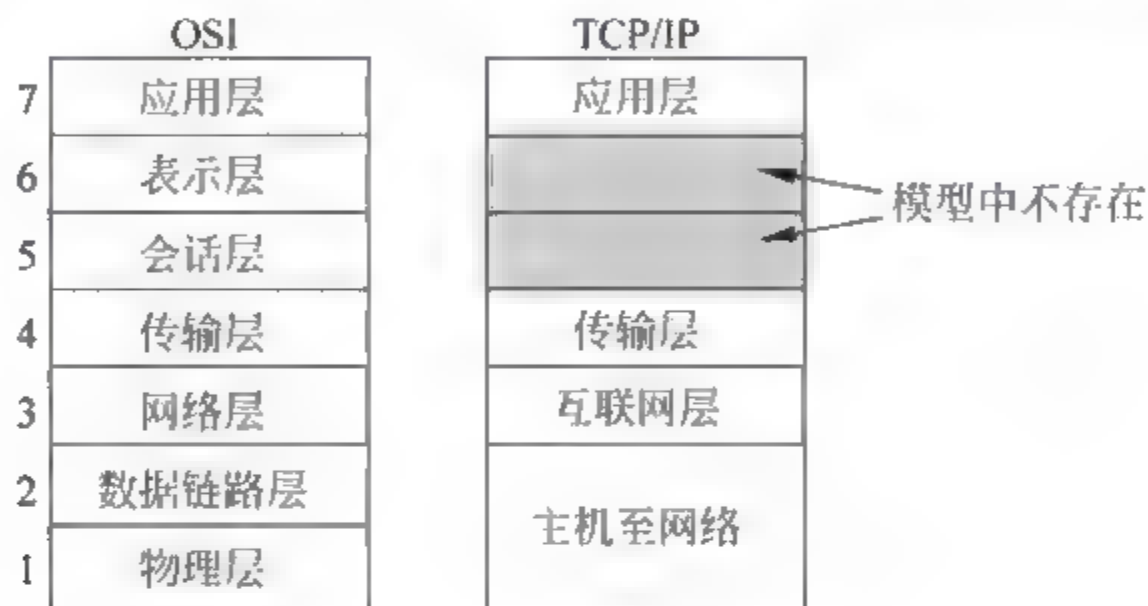 OSI TCP/IP
7 应用层 应用层
6 表示层
模型中不存在
5 会话层
4 传输层 传输层
3 网络层 互联网层
2 数据链路层
主机至网络
1 物理层